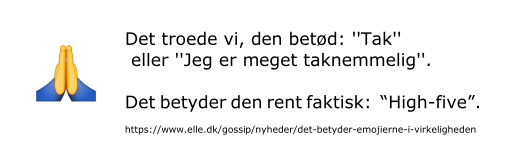 Det troede vi, den betød: "Tak"
eller "Jeg er meget taknemmelig".
Det betyder den rent faktisk: “High-five”.
https://www.elle.dk/gossip/nyheder/det-betyder-emojierne-i-virkeligheden